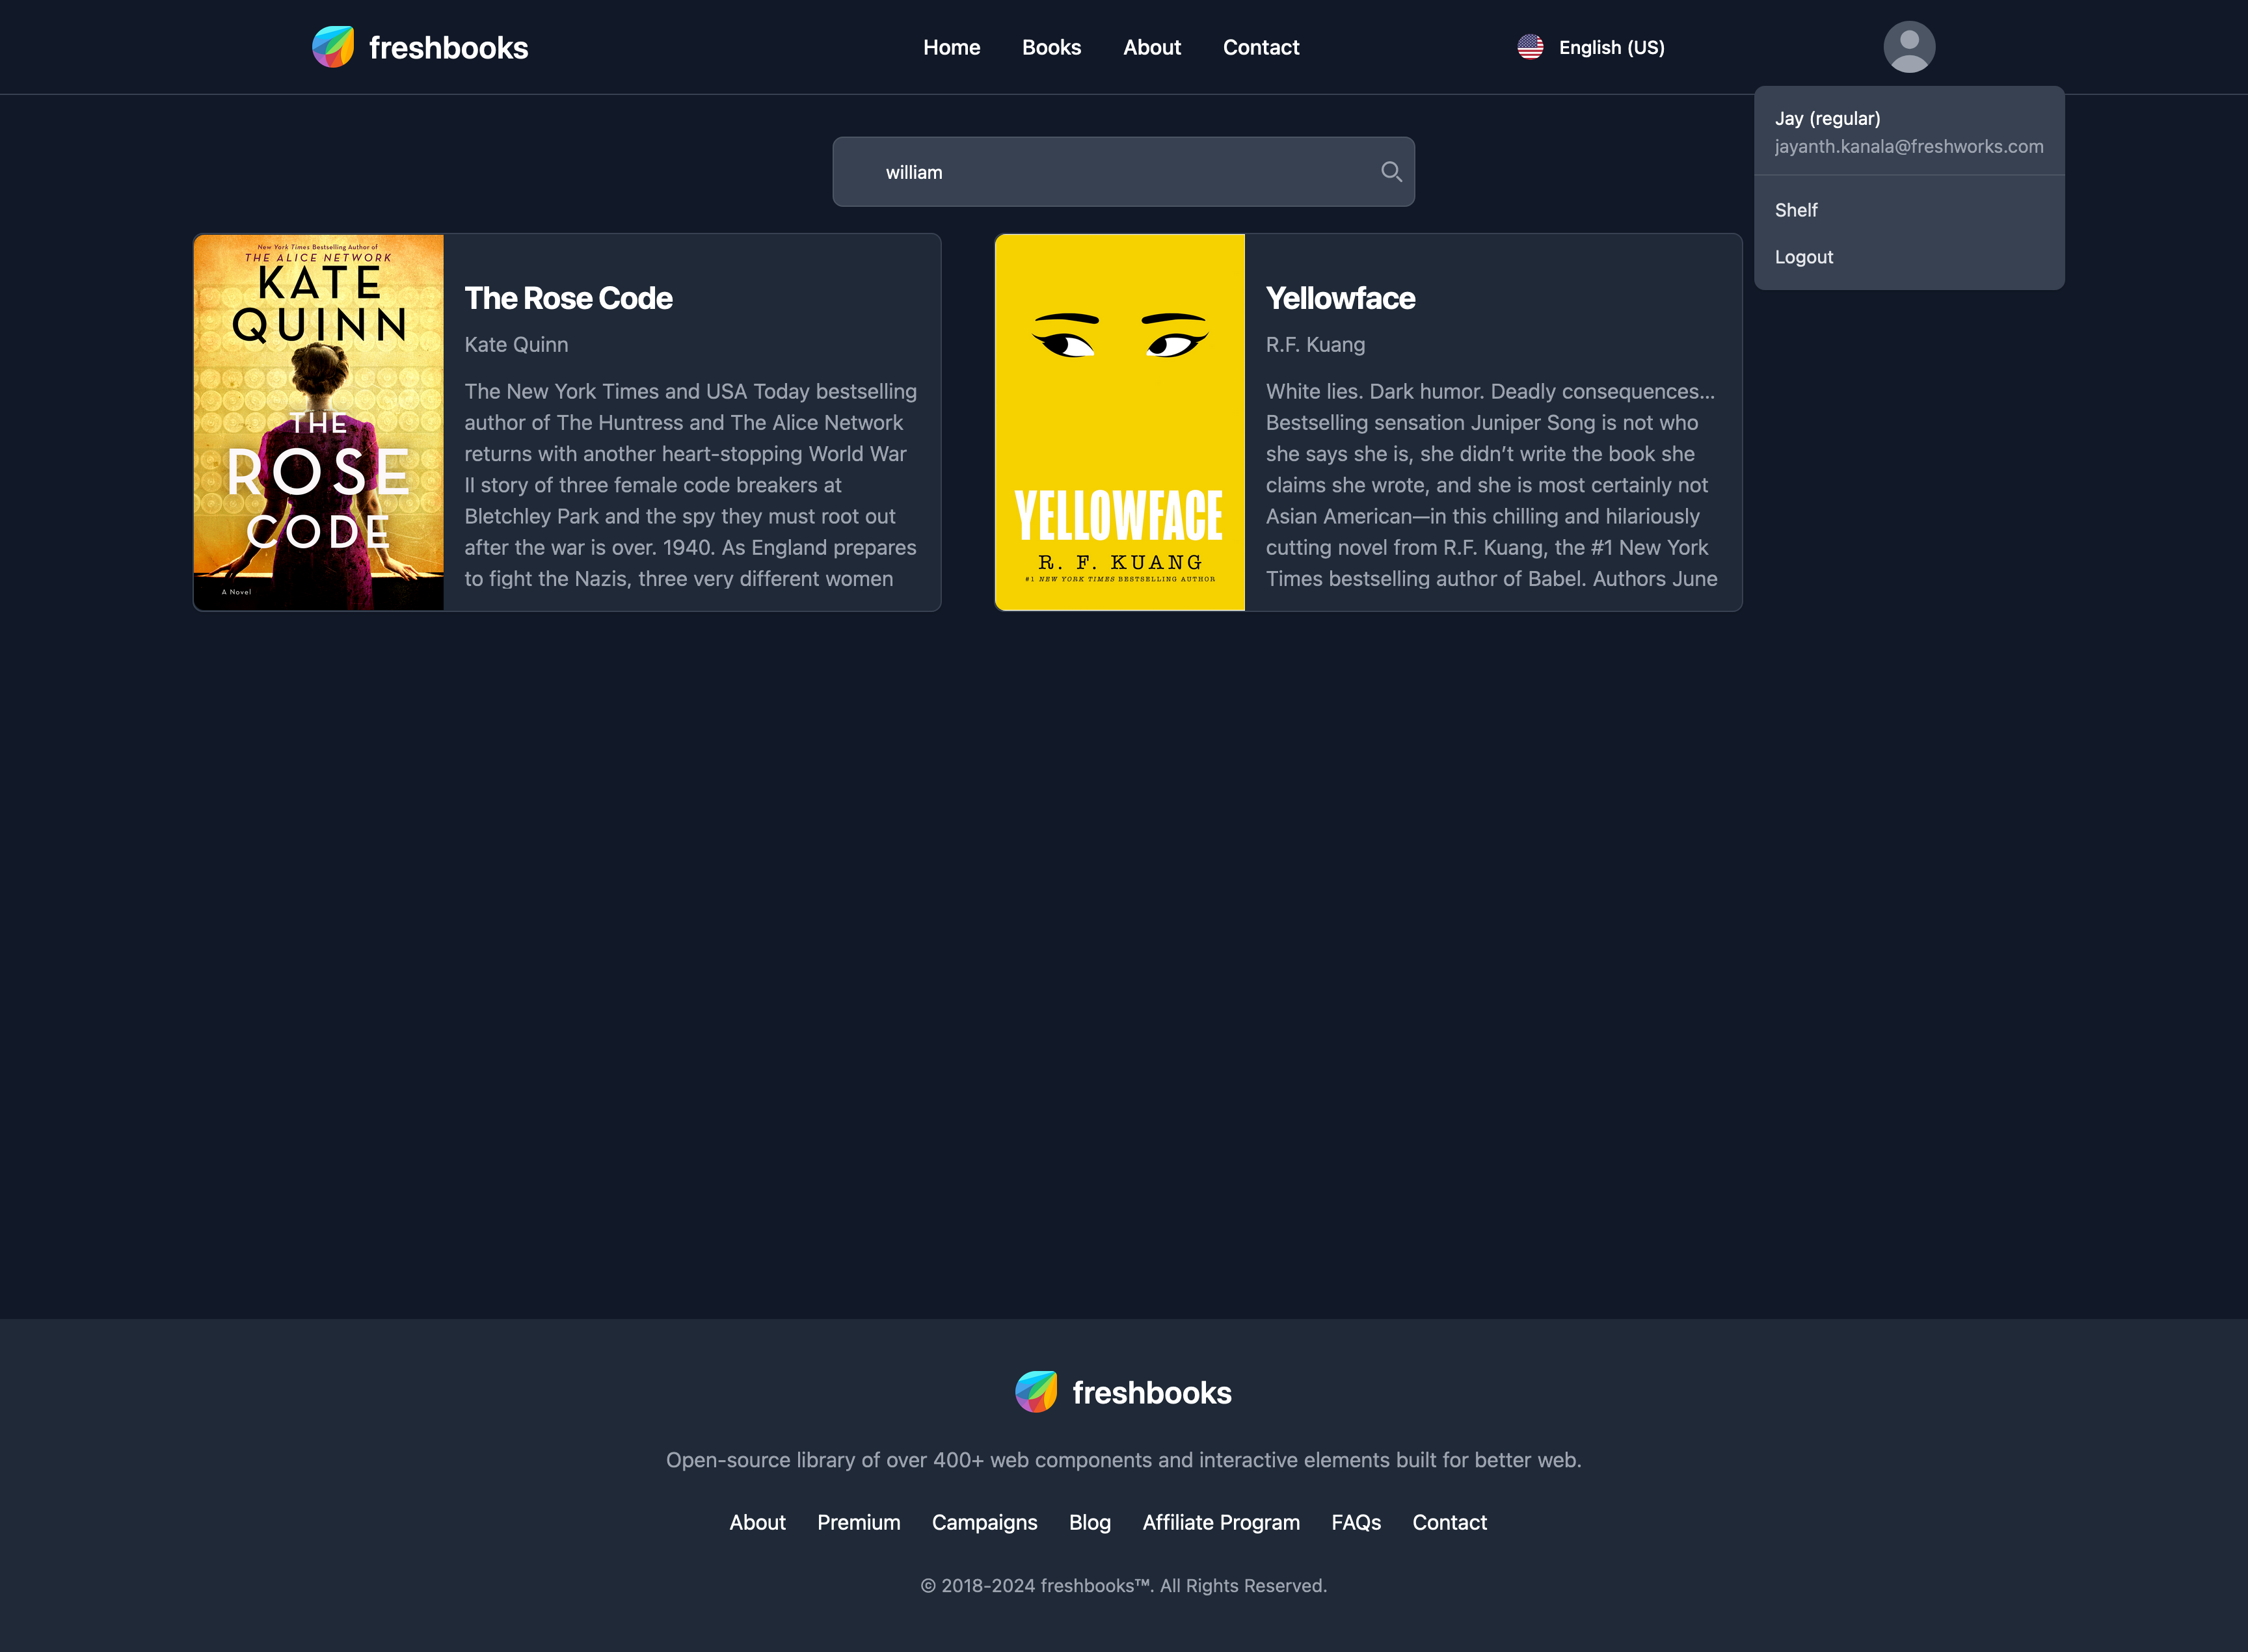 freshbooks
Home Books About Contact
English (US)
Jay (regular)
jayanth.kanala@freshworks.com
Shelf
Logout
william
New York Times Bestselling Author of
THE ALICE NETWORK
KATE
QUINN
THE
ROSE
CODE
A Novel
The Rose Code
Kate Quinn
The New York Times and USA Today bestselling
author of The Huntress and The Alice Network
returns with another heart-stopping World War
II story of three female code breakers at
Bletchley Park and the spy they must root out
after the war is over. 1940. As England prepares
to fight the Nazis, three very different women
YELLOWFACE
R. F. KUANG
#1 NEW YORK TIMES BESTSELLING AUTHOR
Yellowface
R.F. Kuang
White lies. Dark humor. Deadly consequences…
Bestselling sensation Juniper Song is not who
she says she is, she didn’t write the book she
claims she wrote, and she is most certainly not
Asian American—in this chilling and hilariously
cutting novel from R.F. Kuang, the #1 New York
Times bestselling author of Babel. Authors June
freshbooks
Open-source library of over 400+ web components and interactive elements built for better web.
About Premium Campaigns Blog Affiliate Program FAQs Contact
© 2018-2024 freshbooks™. All Rights Reserved.